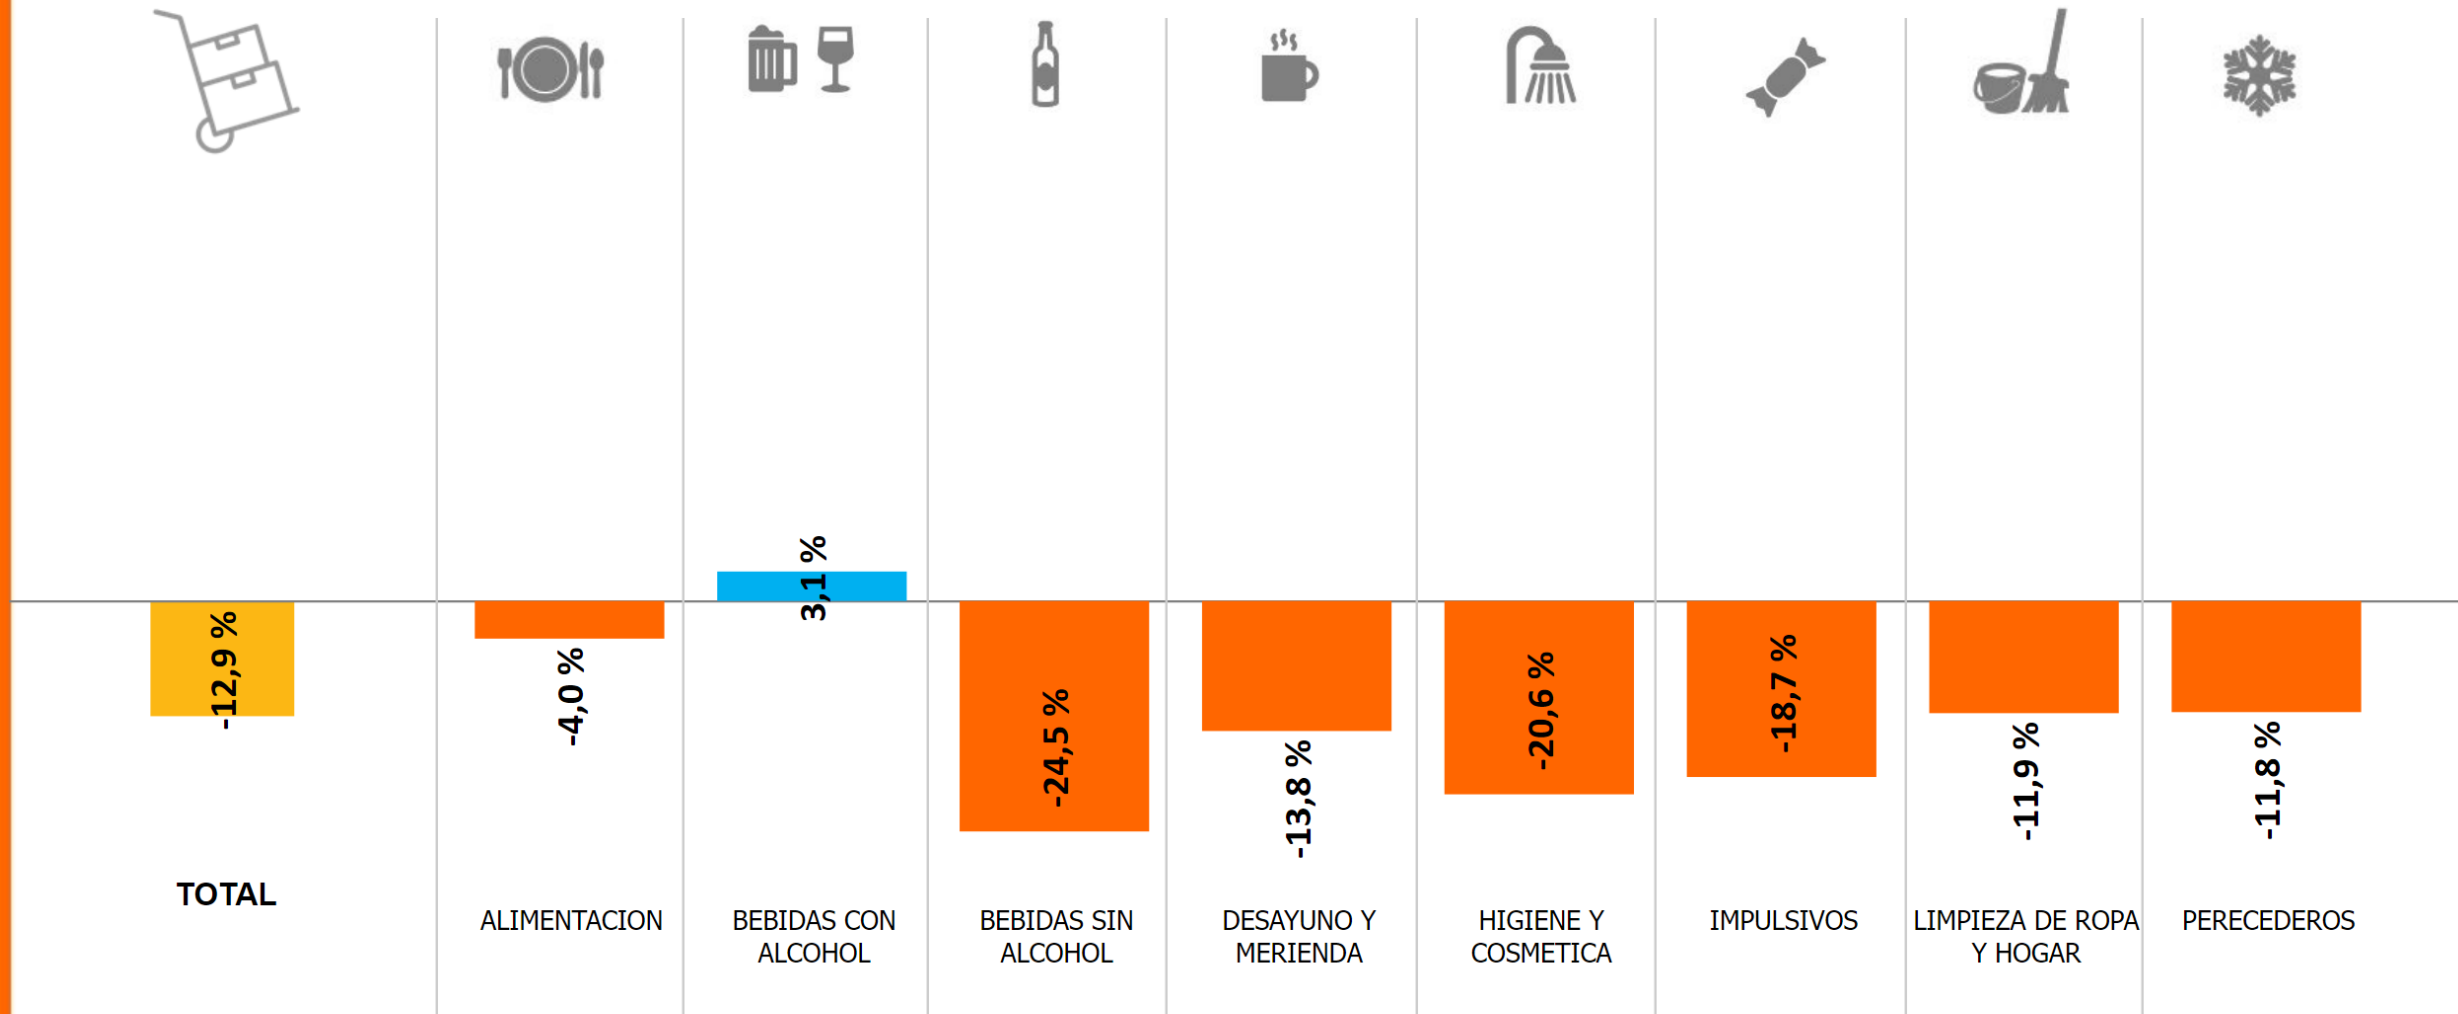 -12,9 %
-4,0 %
3,1 %
-24,5 %
-13,8 %
-20,6 %
-18,7 %
-11,9 %
-11,8 %
TOTAL
ALIMENTACION
BEBIDAS CON
ALCOHOL
BEBIDAS SIN
ALCOHOL
DESAYUNO Y
MERIENDA
HIGIENE Y
COSMETICA
IMPULSIVOS
LIMPIEZA DE ROPA
Y HOGAR
PERECEDEROS